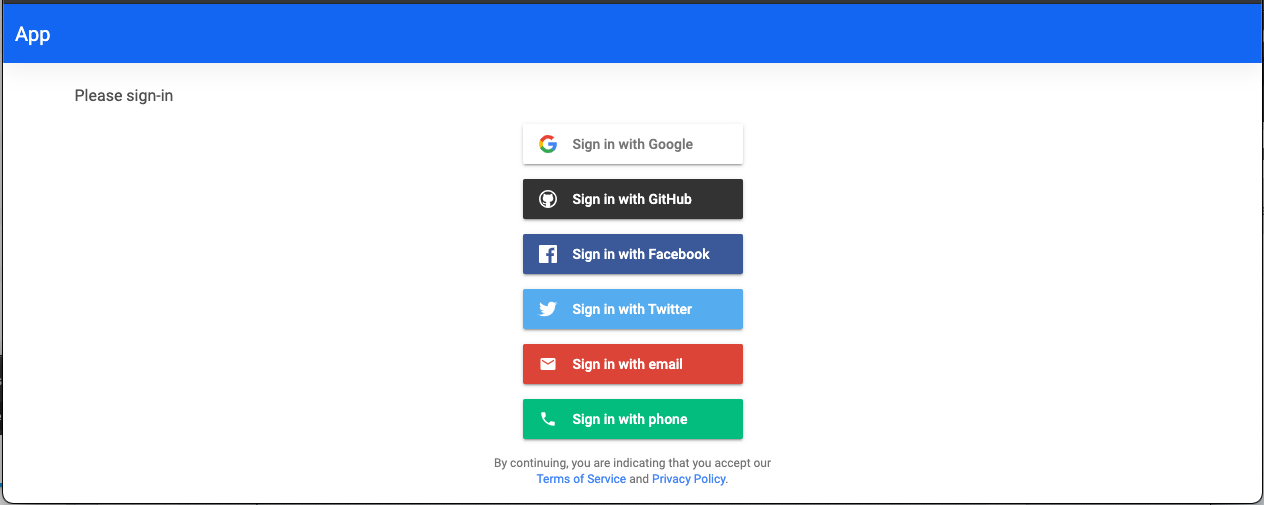 App
Please sign-in
Sign in with Google
Sign in with GitHub
Sign in with Facebook
Sign in with Twitter
Sign in with email
Sign in with phone
By continuing, you are indicating that you accept our
Terms of Service and Privacy Policy.